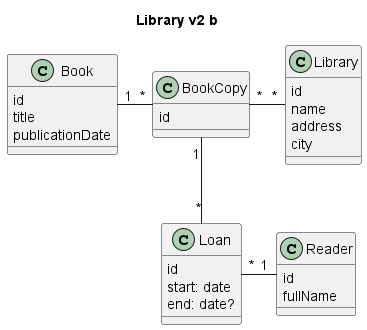 Library v2 b
C Book
id
title
publicationDate
1 *
C BookCopy
id
* *
C Library
id
name
address
city
1
*
C Loan
id
start: date
end: date?
* 1
C Reader
id
fullName